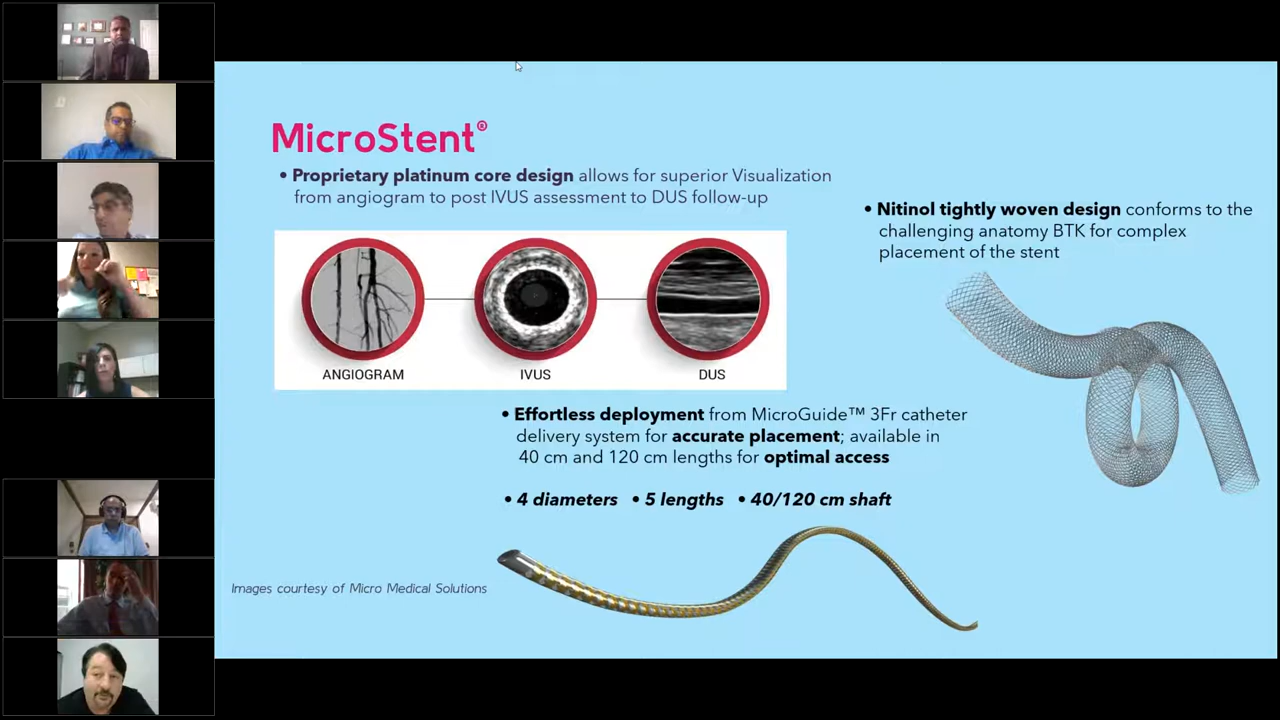 MicroStent®
• Proprietary platinum core design allows for superior Visualization
from angiogram to post IVUS assessment to DUS follow-up
• Nitinol tightly woven design conforms to the
challenging anatomy BTK for complex
placement of the stent
ANGIOGRAM
IVUS
DUS
• Effortless deployment from MicroGuide™ 3Fr catheter
delivery system for accurate placement; available in
40 cm and 120 cm lengths for optimal access
• 4 diameters • 5 lengths • 40/120 cm shaft
Images courtesy of Micro Medical Solutions